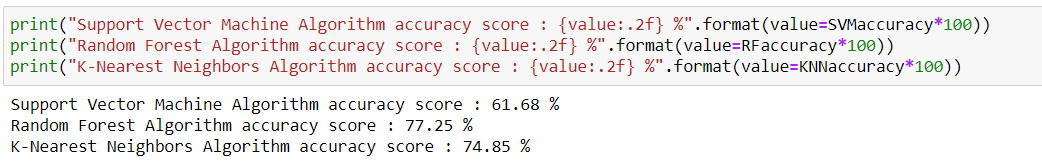 print("Support Vector Machine Algorithm accuracy score : {value:.2f} %".format(value=SVMaccuracy*100))
print("Random Forest Algorithm accuracy score : {value:.2f} %".format(value=RFaccuracy*100))
print("K-Nearest Neighbors Algorithm accuracy score : {value:.2f} %".format(value=KNNaccuracy*100))
Support Vector Machine Algorithm accuracy score : 61.68 %
Random Forest Algorithm accuracy score : 77.25 %
K-Nearest Neighbors Algorithm accuracy score : 74.85 %